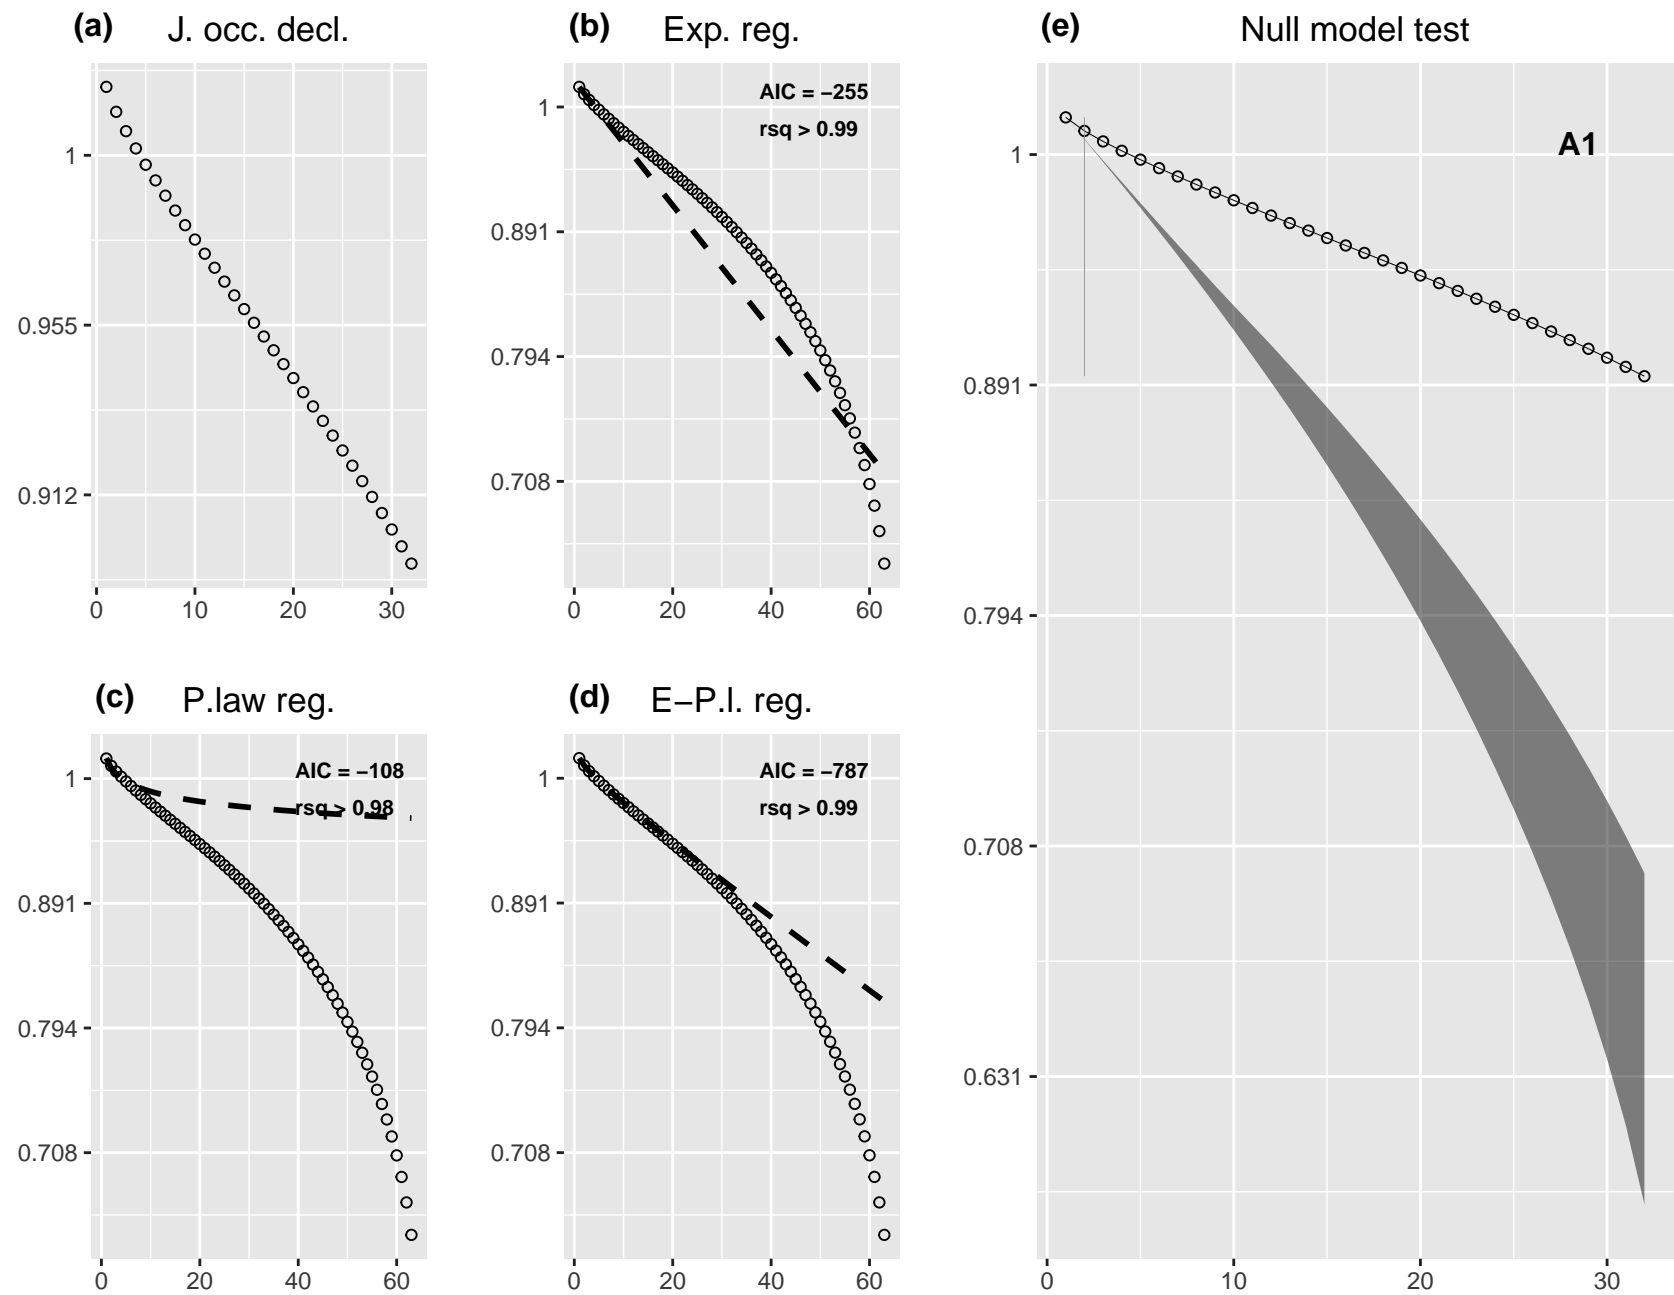 (a) J. occ. decl.
1
0.955
0.912
0 10 20 30
(b) Exp. reg.
AIC = −255
rsq > 0.99
1
0.891
0.794
0.708
0 20 40 60
(c) P.law reg.
AIC = −108
rsq > 0.98
1
0.891
0.794
0.708
0 20 40 60
(d) E−P.l. reg.
AIC = −787
rsq > 0.99
1
0.891
0.794
0.708
0 20 40 60
(e) Null model test
A1
1
0.891
0.794
0.708
0.631
0 10 20 30